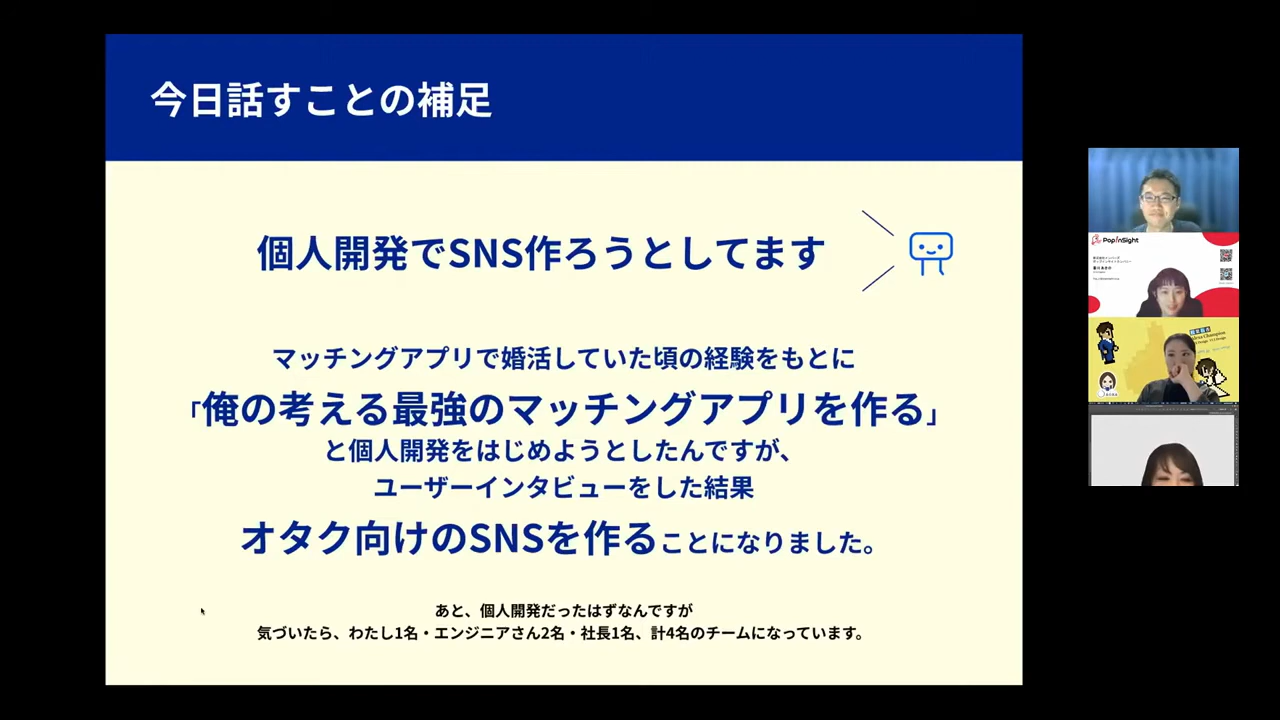 今日話すことの補足
個人開発でSNS作ろうとしてます
マッチングアプリで婚活していた頃の経験をもとに
「俺の考える最強のマッチングアプリを作る」
と個人開発をはじめようとしたんですが、
ユーザーインタビューをした結果
オタク向けのSNSを作ることになりました。
あと、個人開発だったはずなんですが
気づいたら、わたし1名・エンジニアさん2名・社長1名、計4名のチームになっています。
PopInSight